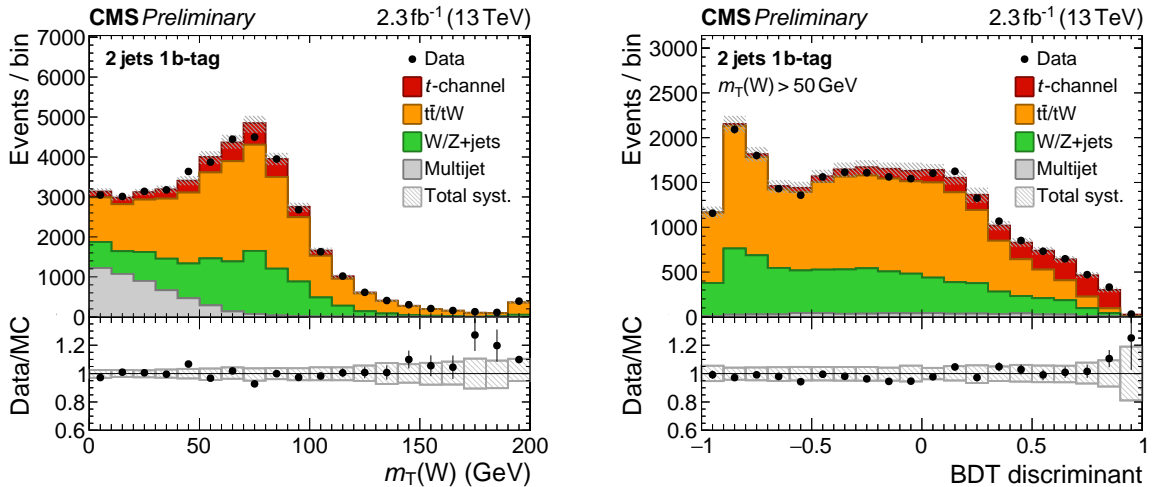 CMS Preliminary 2.3 fb⁻¹ (13 TeV)
Events / bin
7000
6000
5000
4000
3000
2000
1000
0
2 jets 1b-tag
Data
t-channel
tt̄/tW
W/Z+jets
Multijet
Total syst.
Data/MC
1.2
1
0.8
0.6
0 50 100 150 200
m_T(W) (GeV)
CMS Preliminary 2.3 fb⁻¹ (13 TeV)
Events / bin
3000
2500
2000
1500
1000
500
0
2 jets 1b-tag
m_T(W) > 50 GeV
Data
t-channel
tt̄/tW
W/Z+jets
Multijet
Total syst.
Data/MC
1.2
1
0.8
0.6
−1 −0.5 0 0.5 1
BDT discriminant